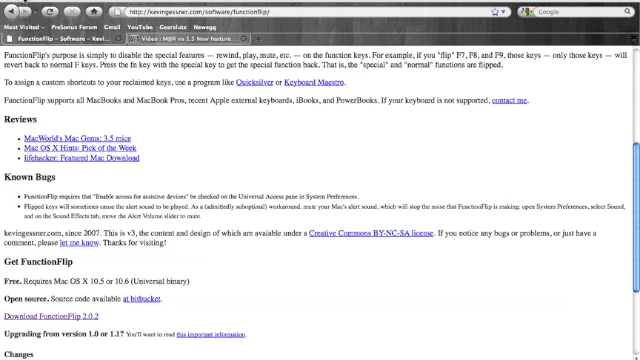 http://kevingessner.com/software/functionflip/
Google
Most Visited
PreSonus Forum
Gmail
YouTube
GearSlutz
Newegg
FunctionFlip – Software – Kevi...
Video : M|X v1.5 New feature...
FunctionFlip's purpose is simply to disable the special features — rewind, play, mute, etc. — on the function keys. For example, if you "flip" F7, F8, and F9, those keys — only those keys — will
revert back to normal F keys. Press the fn key with the special key to get the special function back. That is, the "special" and "normal" functions are flipped.
To assign a custom shortcuts to your reclaimed keys, use a program like Quicksilver or Keyboard Maestro.
FunctionFlip supports all MacBooks and MacBook Pros, recent Apple external keyboards, iBooks, and PowerBooks. If your keyboard is not supported, contact me.
Reviews
• MacWorld's Mac Gems: 3.5 mice
• Mac OS X Hints: Pick of the Week
• lifehacker: Featured Mac Download
Known Bugs
• FunctionFlip requires that "Enable access for assistive devices" be checked on the Universal Access pane in System Preferences.
• Flipped keys will sometimes cause the alert sound to be played. As a (admittedly suboptimal) workaround, mute your Mac's alert sound, which will stop the noise that FunctionFlip is making: open System Preferences, select Sound,
and on the Sound Effects tab, move the Alert Volume slider to mute.
kevingessner.com, since 2007. This is v3, the content and design of which are avaiable under a Creative Commons BY-NC-SA license. If you notice any bugs or problems, or just have a
comment, please let me know. Thanks for visiting!
Get FunctionFlip
Free. Requires Mac OS X 10.5 or 10.6 (Universal binary)
Open source. Source code available at bitbucket.
Download FunctionFlip 2.0.2
Upgrading from version 1.0 or 1.1? You'll want to read this important information.
Changes